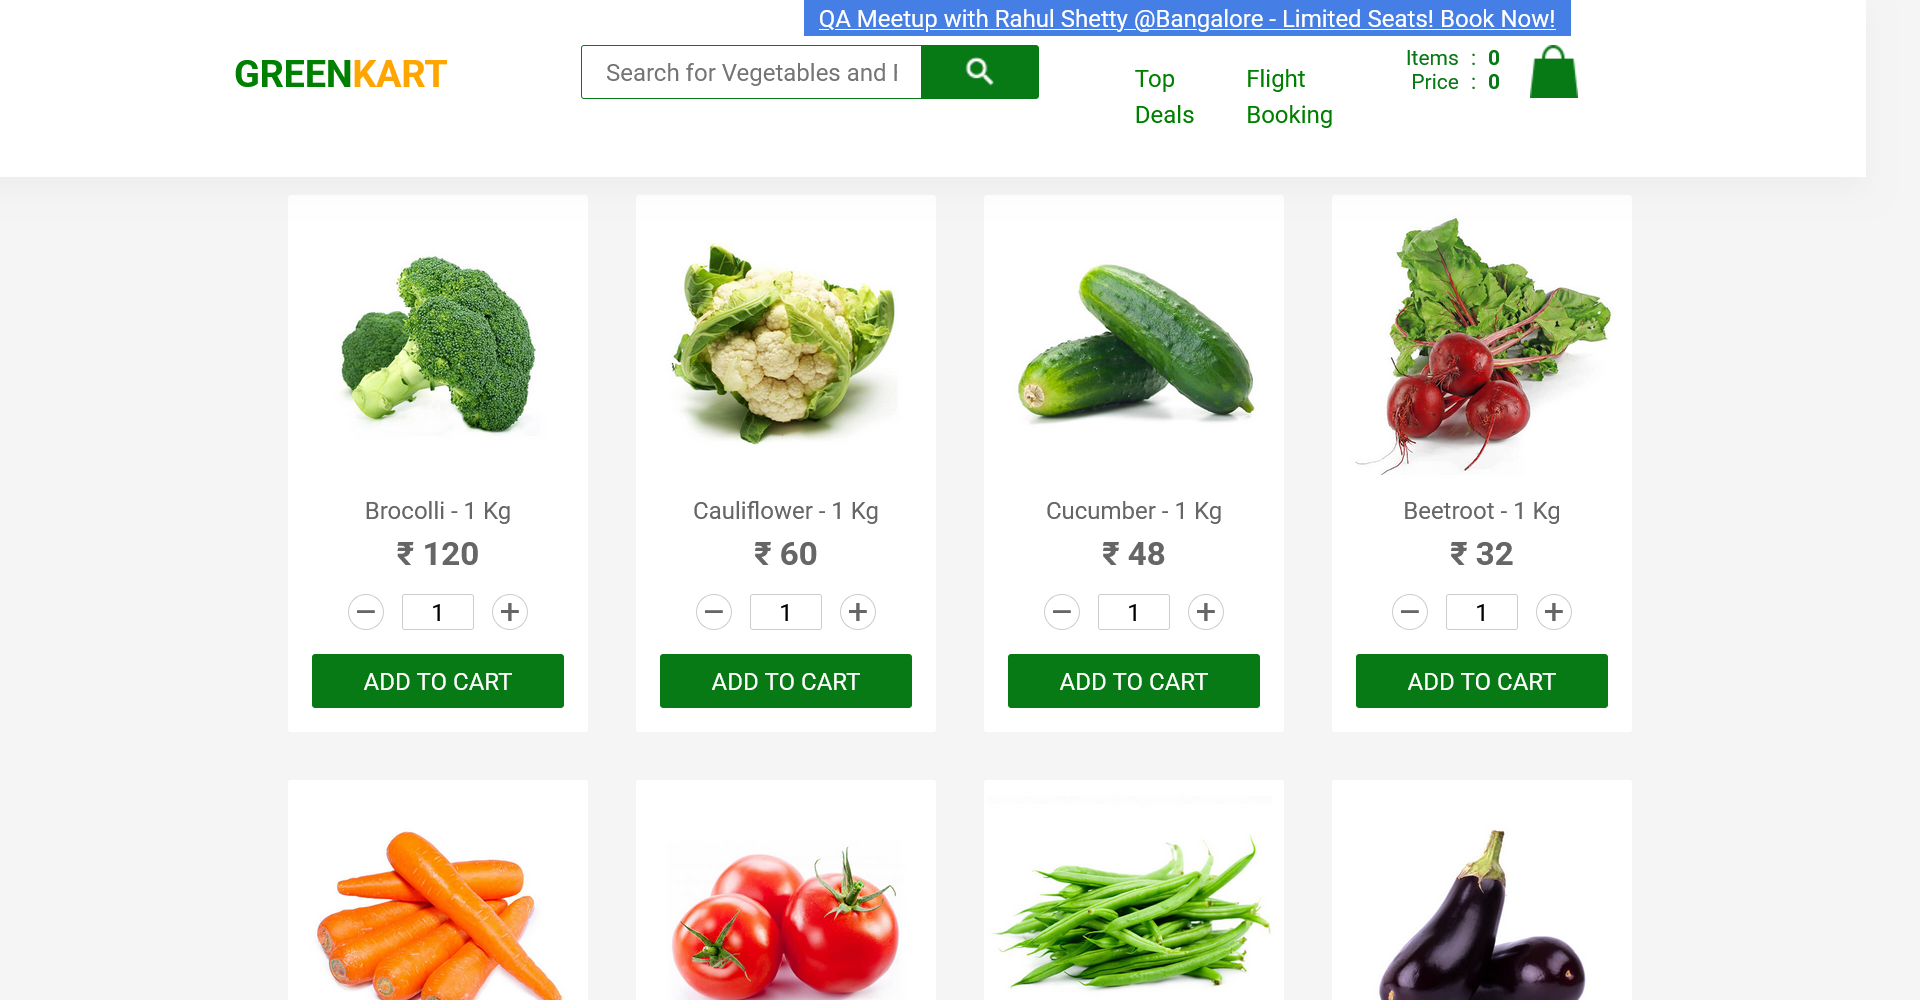 QA Meetup with Rahul Shetty @Bangalore - Limited Seats! Book Now!
GREENKART
Search for Vegetables and
Top Deals
Flight Booking
Items : 0
Price : 0
Brocolli - 1 Kg
₹ 120
1
ADD TO CART
Cauliflower - 1 Kg
₹ 60
1
ADD TO CART
Cucumber - 1 Kg
₹ 48
1
ADD TO CART
Beetroot - 1 Kg
₹ 32
1
ADD TO CART